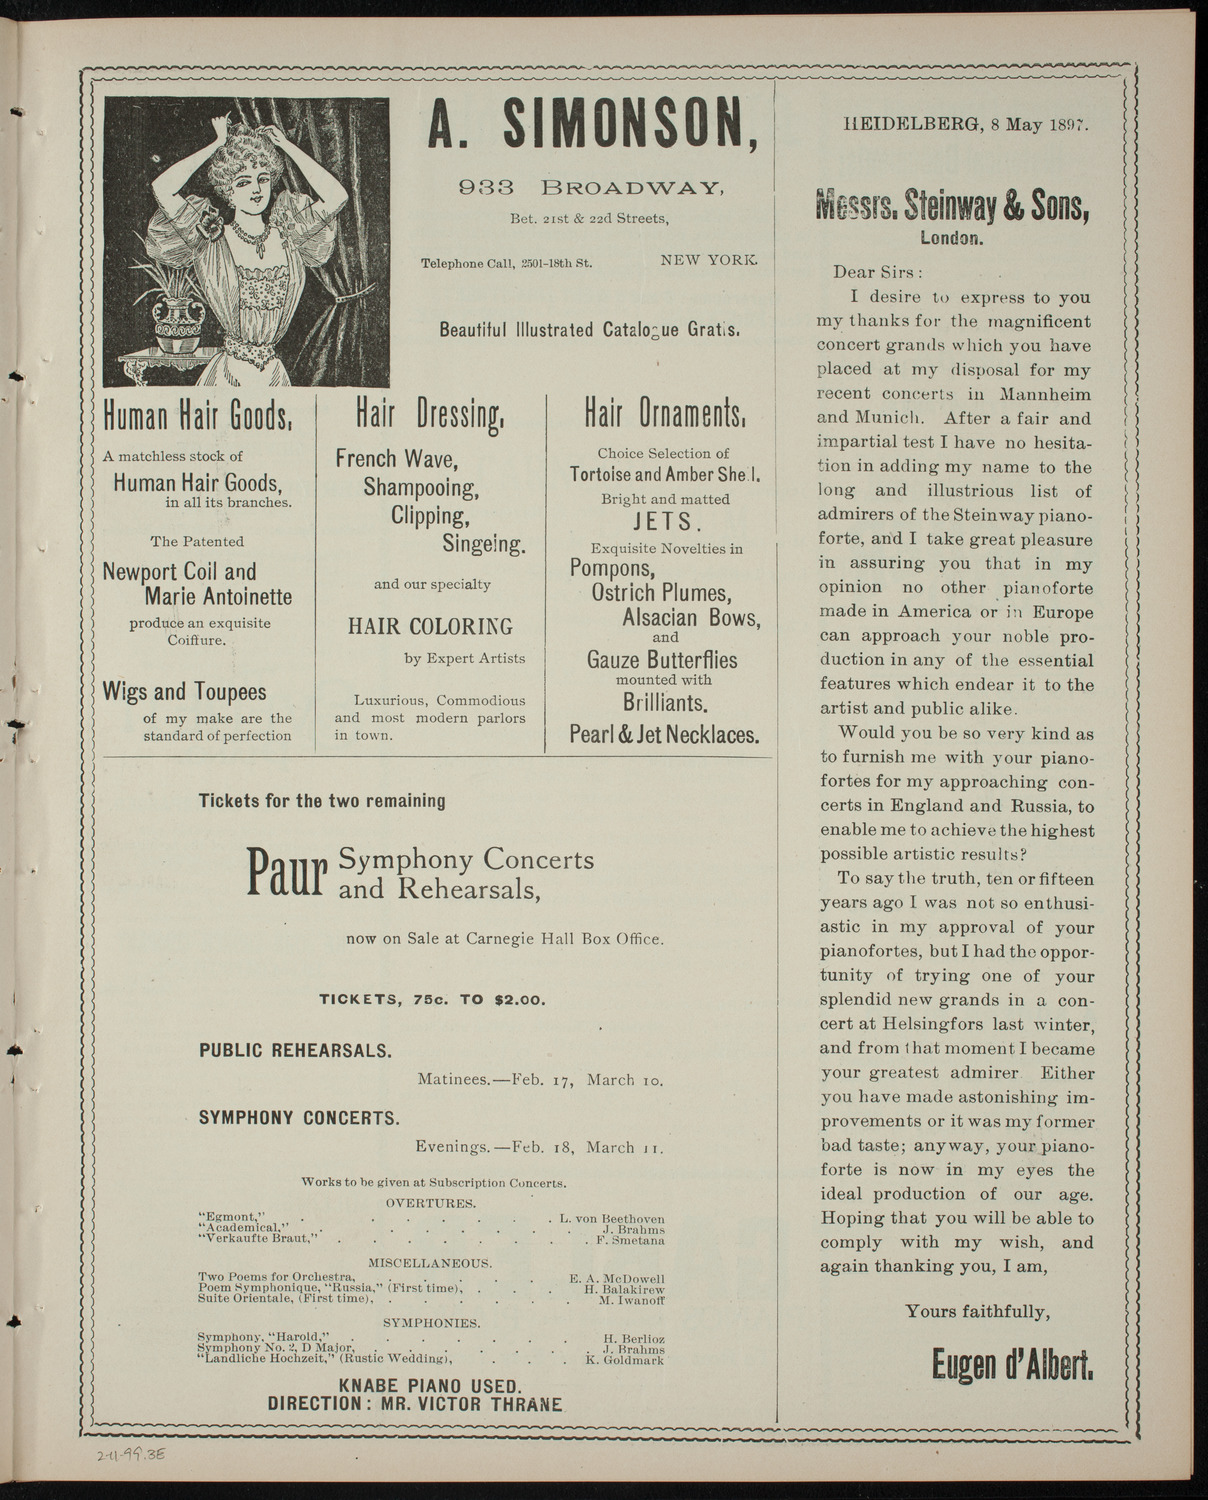 A. SIMONSON,
933 BROADWAY,
Bet. 21st & 22d Streets,
Telephone Call, 2501-18th St. NEW YORK.
Beautiful Illustrated Catalogue Gratis.
Human Hair Goods,
A matchless stock of
Human Hair Goods,
in all its branches.
The Patented
Newport Coil and
Marie Antoinette
produce an exquisite
Coiffure.
Wigs and Toupees
of my make are the
standard of perfection
Hair Dressing,
French Wave,
Shampooing,
Clipping,
Singeing.
and our specialty
HAIR COLORING
by Expert Artists
Luxurious, Commodious
and most modern parlors
in town.
Hair Ornaments,
Choice Selection of
Tortoise and Amber Shell.
Bright and matted
JETS.
Exquisite Novelties in
Pompons,
Ostrich Plumes,
Alsacian Bows,
and
Gauze Butterflies
mounted with
Brilliants.
Pearl & Jet Necklaces.
Tickets for the two remaining
Paur Symphony Concerts
and Rehearsals,
now on Sale at Carnegie Hall Box Office.
TICKETS, 75c. TO $2.00.
PUBLIC REHEARSALS.
Matinees.—Feb. 17, March 10.
SYMPHONY CONCERTS.
Evenings.—Feb. 18, March 11.
Works to be given at Subscription Concerts.
OVERTURES.
"Egmont," . . . . . . . L. von Beethoven
"Academical," . . . . . . . J. Brahms
"Verkaufte Braut," . . . . . . . F. Smetana
MISCELLANEOUS.
Two Poems for Orchestra, . . . . . E. A. McDowell
Poem Symphonique, "Russia," (First time), . . . H. Balakirew
Suite Orientale, (First time), . . . . . . M. Iwanoff
SYMPHONIES.
Symphony, "Harold," . . . . . . . H. Berlioz
Symphony No. 2, D Major, . . . . . . . J. Brahms
"Landliche Hochzeit," (Rustic Wedding), . . . K. Goldmark
KNABE PIANO USED.
DIRECTION: MR. VICTOR THRANE
HEIDELBERG, 8 May 1897.
Messrs. Steinway & Sons,
London.
Dear Sirs:
I desire to express to you
my thanks for the magnificent
concert grands which you have
placed at my disposal for my
recent concerts in Mannheim
and Munich. After a fair and
impartial test I have no hesita-
tion in adding my name to the
long and illustrious list of
admirers of the Steinway piano-
forte, and I take great pleasure
in assuring you that in my
opinion no other pianoforte
made in America or in Europe
can approach your noble pro-
duction in any of the essential
features which endear it to the
artist and public alike.
Would you be so very kind as
to furnish me with your piano-
fortes for my approaching con-
certs in England and Russia, to
enable me to achieve the highest
possible artistic results?
To say the truth, ten or fifteen
years ago I was not so enthusi-
astic in my approval of your
pianofortes, but I had the oppor-
tunity of trying one of your
splendid new grands in a con-
cert at Helsingfors last winter,
and from that moment I became
your greatest admirer Either
you have made astonishing im-
provements or it was my former
bad taste; anyway, your piano-
forte is now in my eyes the
ideal production of our age.
Hoping that you will be able to
comply with my wish, and
again thanking you, I am,
Yours faithfully,
Eugen d'Albert.
2-11-99.3E